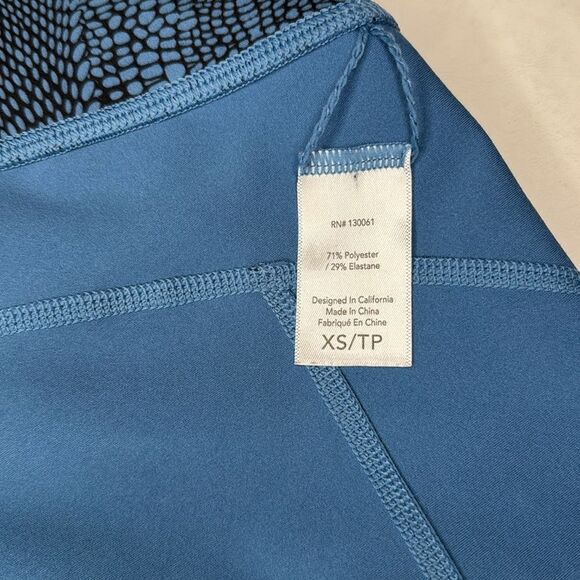 RN# 130061
71% Polyester
/ 29% Elastane
Designed In California
Made In China
Fabriqué En Chine
XS/TP